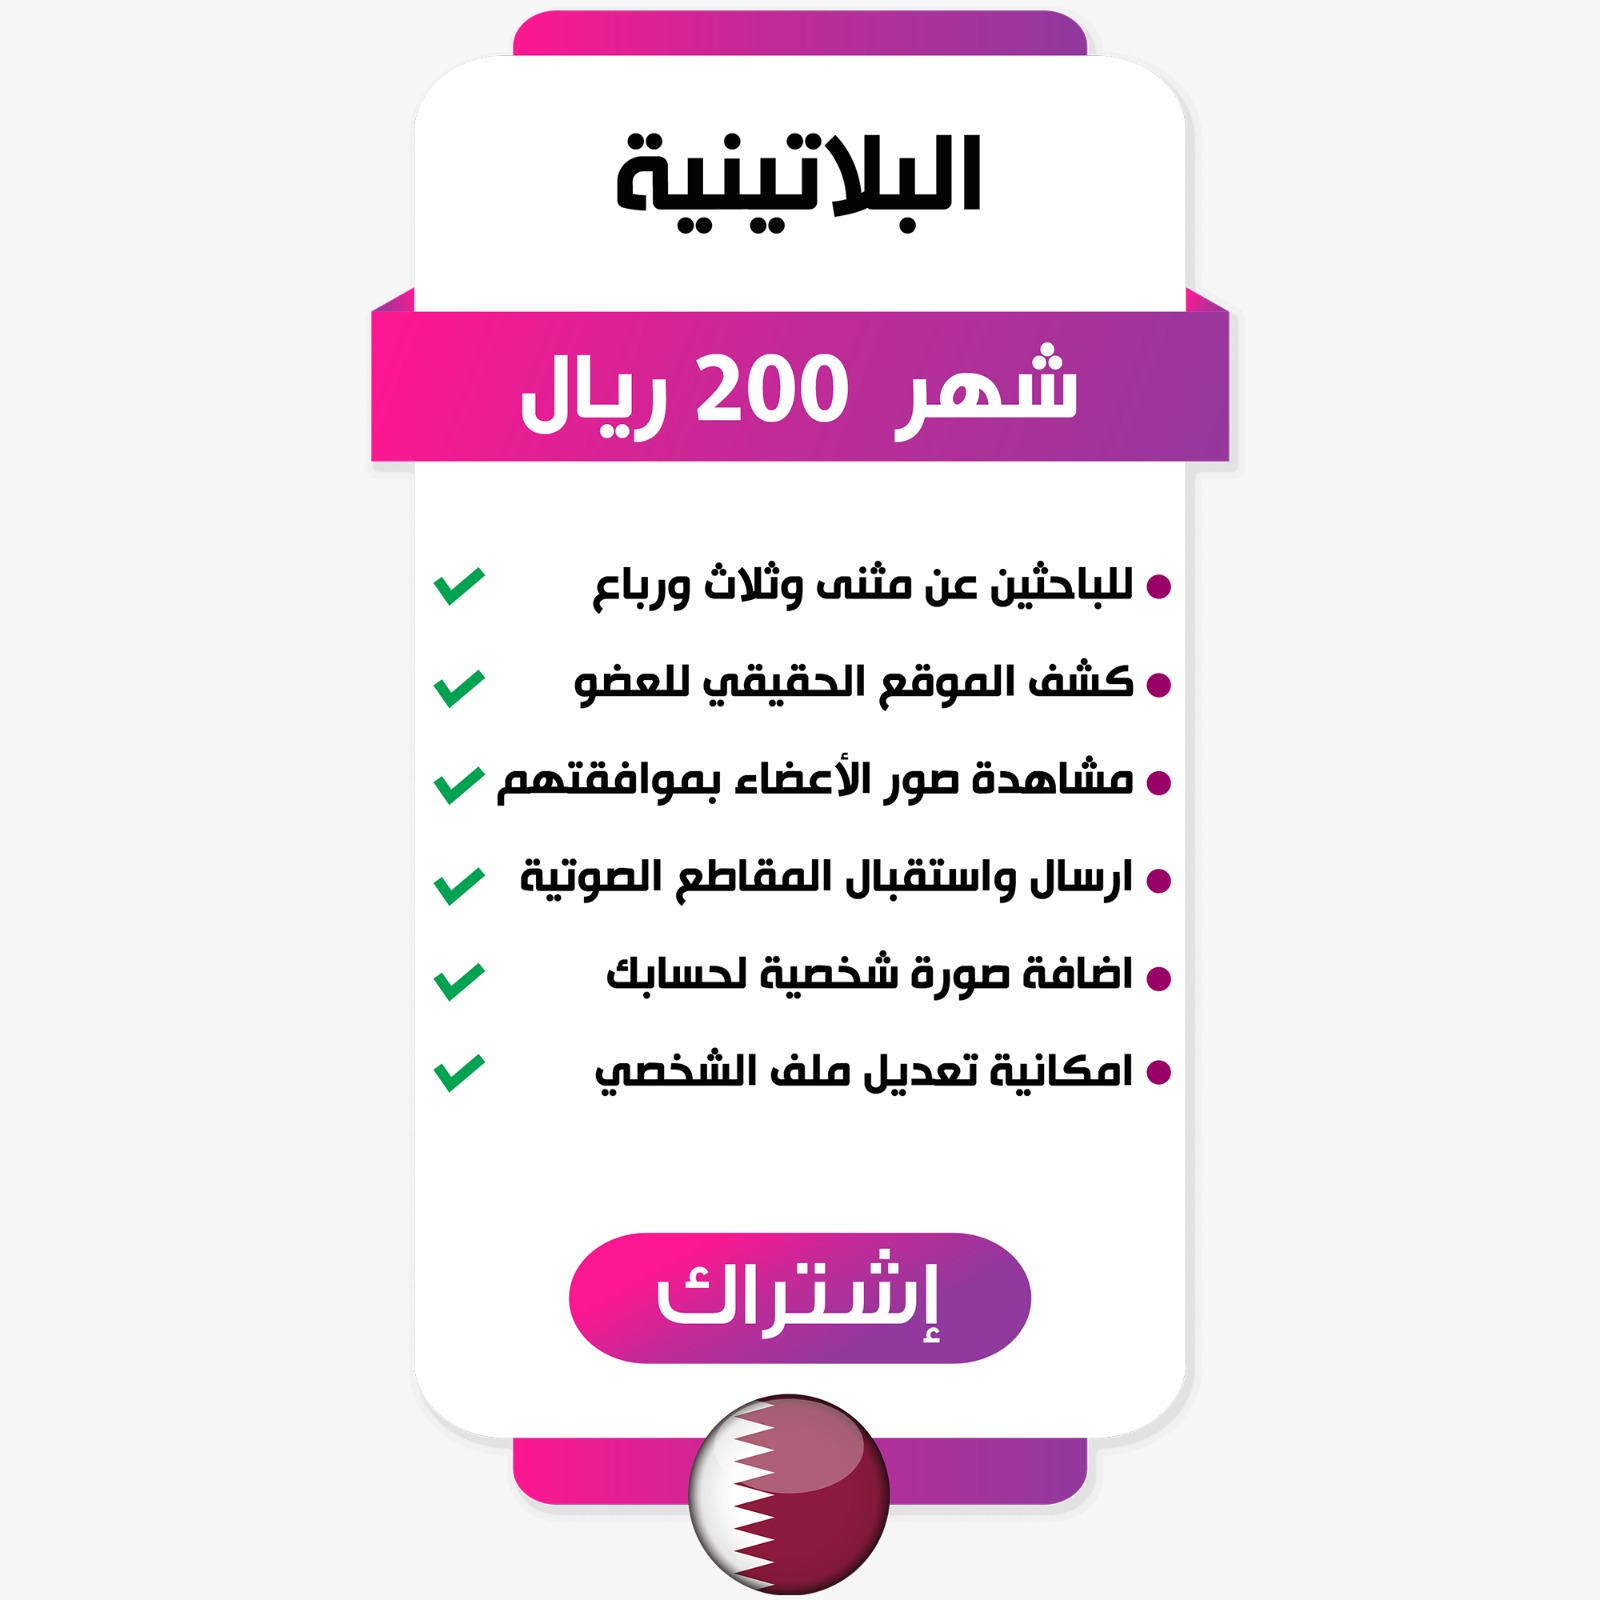 البلاتينية
شهر 200 ريال
للباحثين عن مثنى وثلاث ورباع
كشف الموقع الحقيقي للعضو
مشاهدة صور الأعضاء بموافقتهم
ارسال واستقبال المقاطع الصوتية
اضافة صورة شخصية لحسابك
امكانية تعديل ملف الشخصي
إشتراك